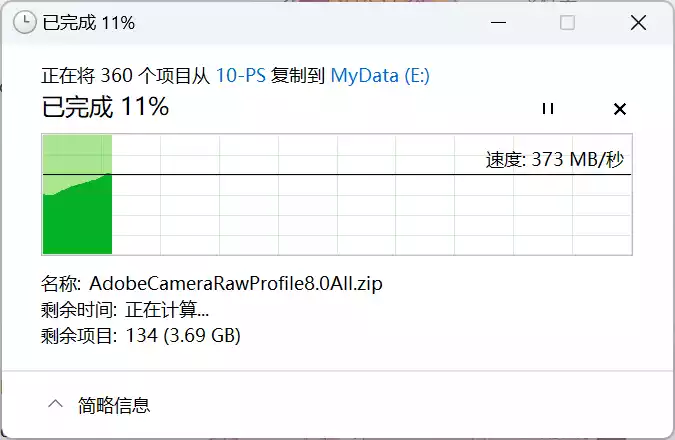 已完成 11%
正在将 360 个项目从 10-PS 复制到 MyData (E:)
已完成 11%
速度: 373 MB/秒
名称: AdobeCameraRawProfile8.0All.zip
剩余时间: 正在计算...
剩余项目: 134 (3.69 GB)
简略信息